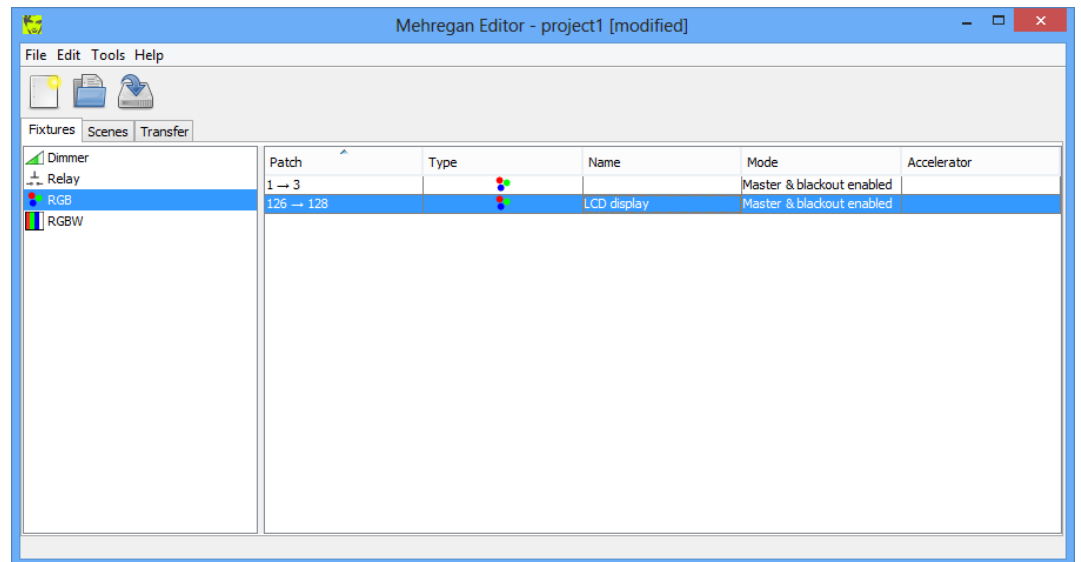 Mehregan Editor - project1 [modified]
File Edit Tools Help
Fixtures Scenes Transfer
Dimmer
Relay
RGB
RGBW
Patch Type Name Mode Accelerator
1 → 3 Master & blackout enabled
126 → 128 LCD display Master & blackout enabled